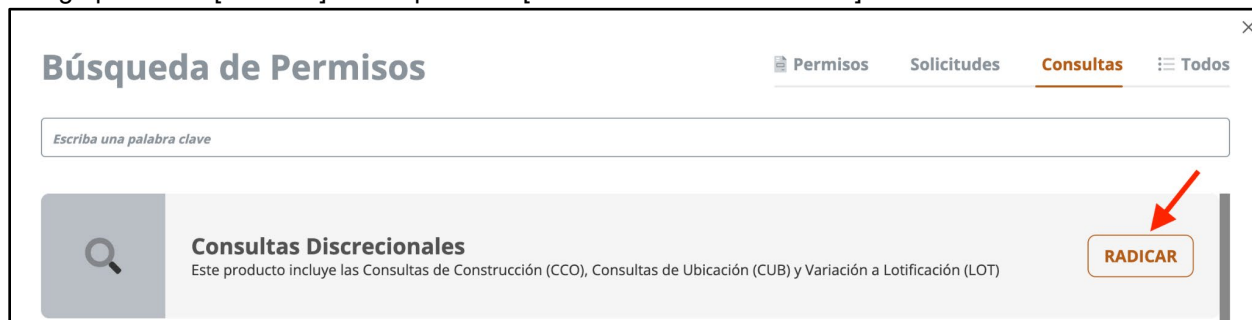 Búsqueda de Permisos
Permisos Solicitudes Consultas Todos
Escriba una palabra clave
Consultas Discrecionales
Este producto incluye las Consultas de Construcción (CCO), Consultas de Ubicación (CUB) y Variación a Lotificación (LOT)
RADICAR